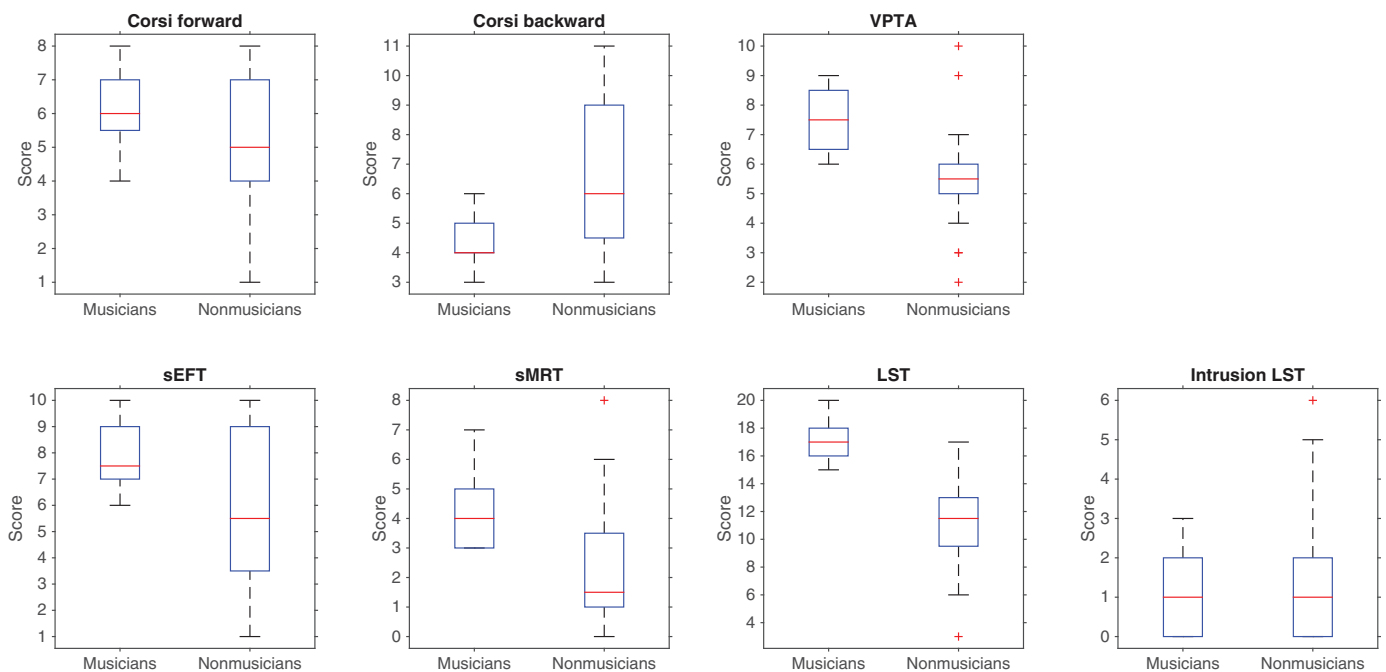 Corsi forward
8
7
6
5
4
3
2
1
Score
Musicians Nonmusicians
Corsi backward
11
10
9
8
7
6
5
4
3
Score
Musicians Nonmusicians
VPTA
10
9
8
7
6
5
4
3
2
Score
Musicians Nonmusicians
sEFT
10
9
8
7
6
5
4
3
2
1
Score
Musicians Nonmusicians
sMRT
8
7
6
5
4
3
2
1
0
Score
Musicians Nonmusicians
LST
20
18
16
14
12
10
8
6
4
Score
Musicians Nonmusicians
Intrusion LST
6
5
4
3
2
1
0
Score
Musicians Nonmusicians